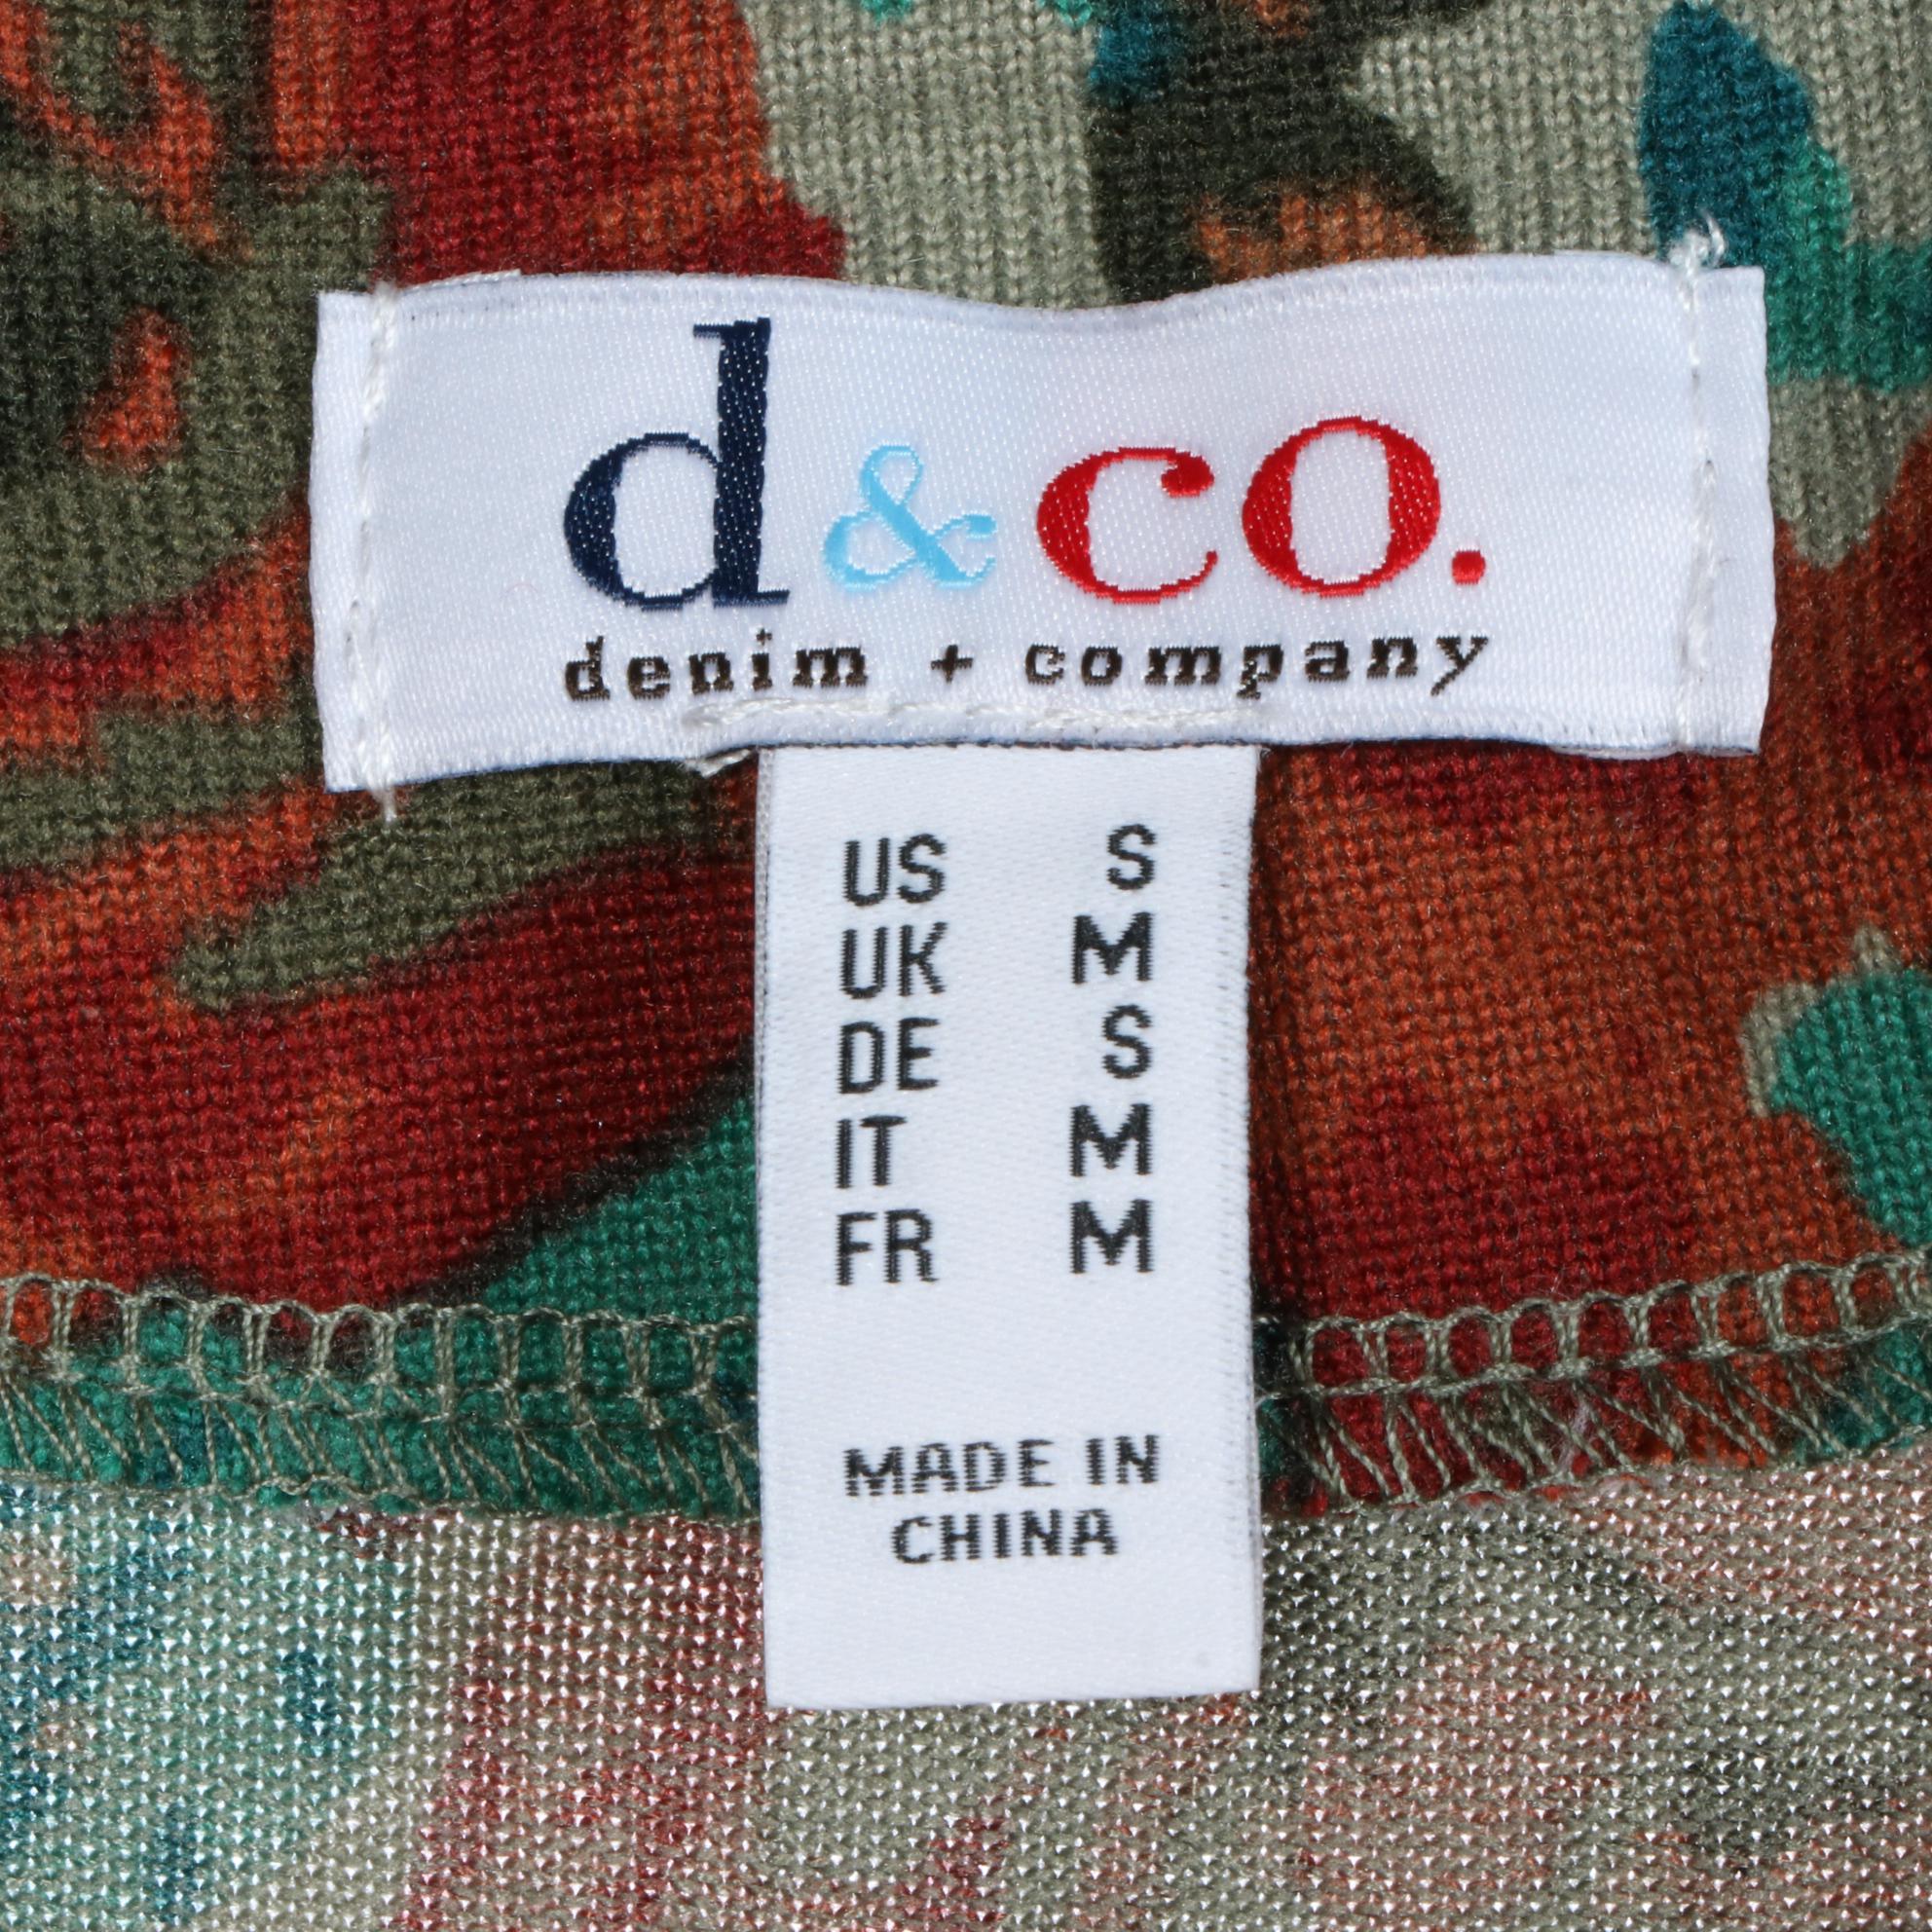 d & co.
denim + company
US S
UK M
DE S
IT M
FR M
MADE IN
CHINA